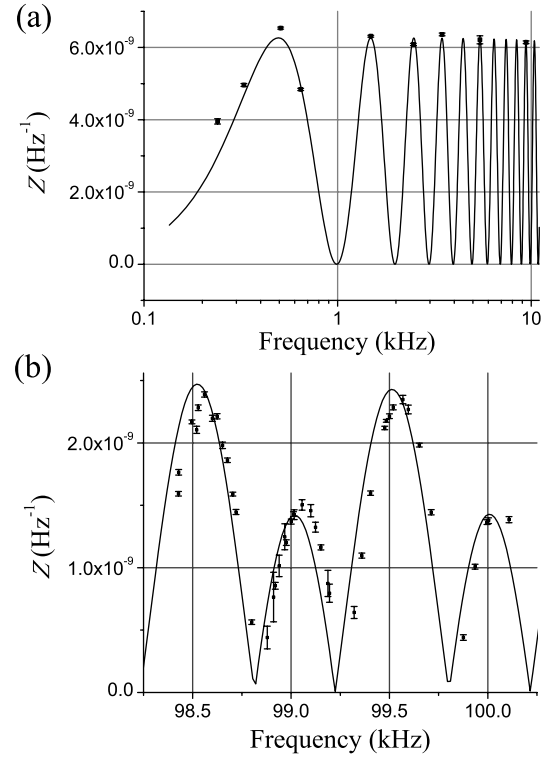 (a)
Z (Hz⁻¹)
6.0x10⁻⁹
4.0x10⁻⁹
2.0x10⁻⁹
0.0
0.1 1 10
Frequency (kHz)
(b)
Z (Hz⁻¹)
2.0x10⁻⁹
1.0x10⁻⁹
0.0
98.5 99.0 99.5 100.0
Frequency (kHz)